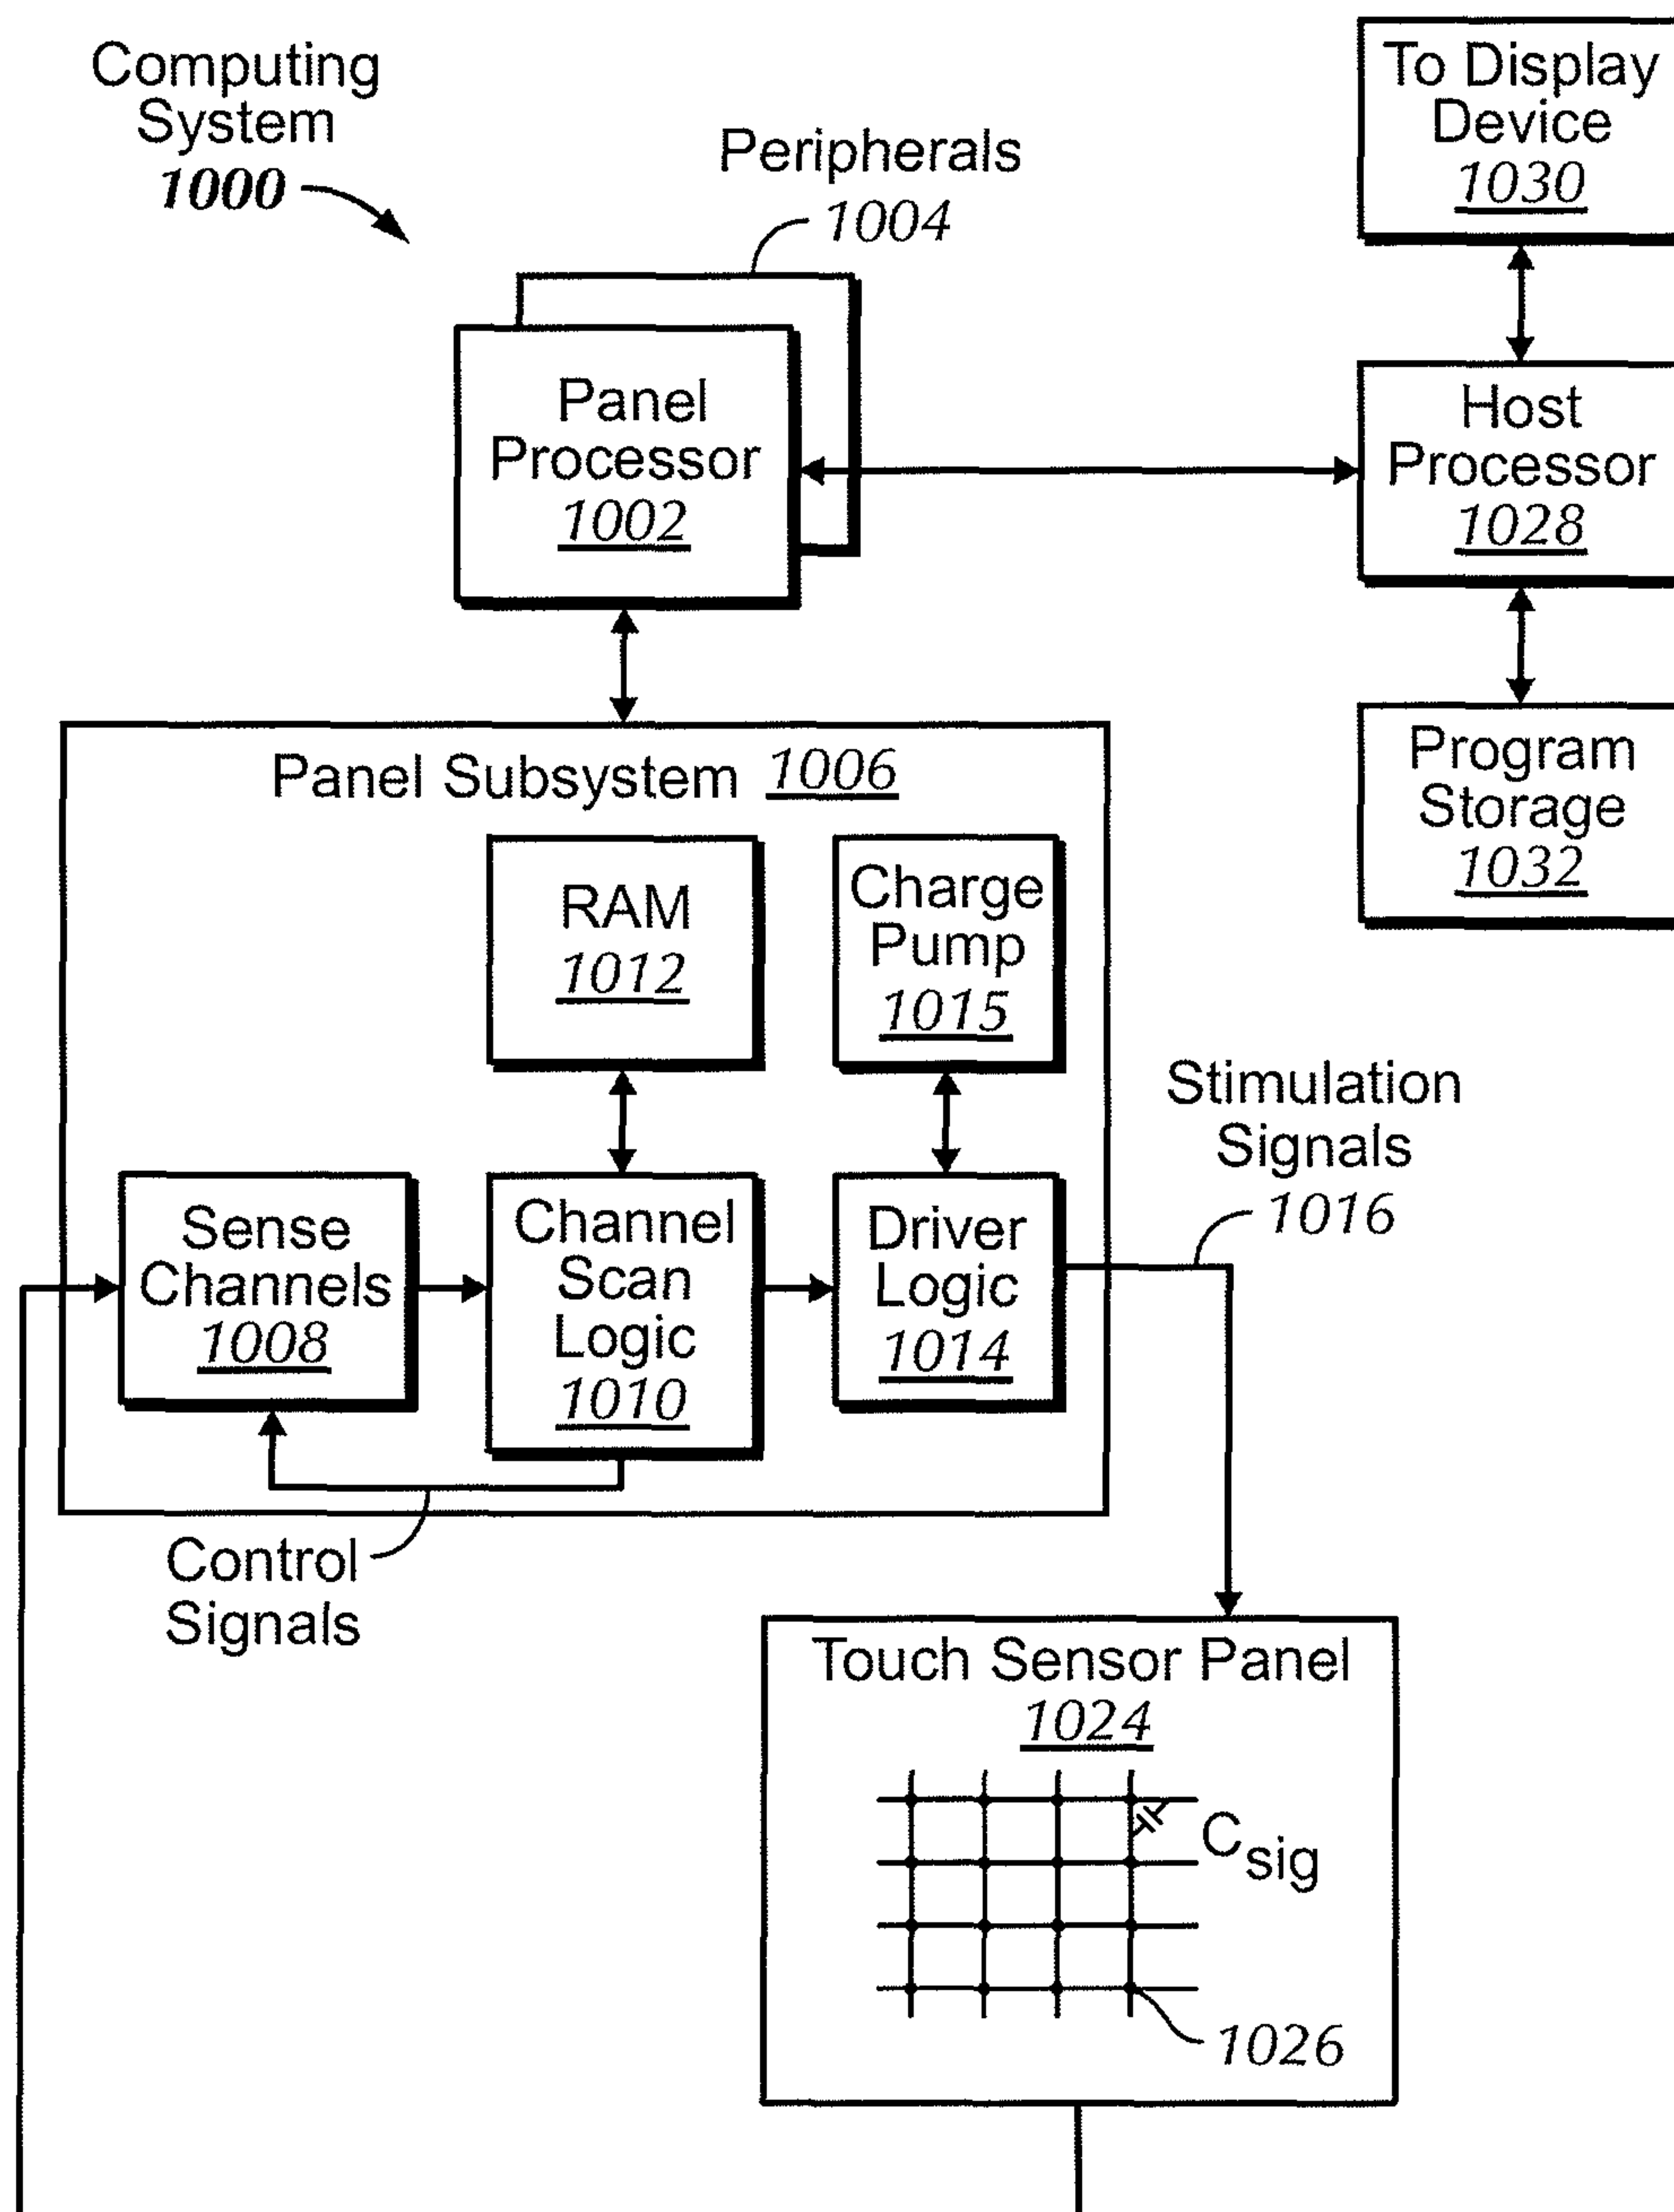 Computing
System
1000
Peripherals
1004
To Display
Device
1030
Panel
Processor
1002
Host
Processor
1028
Program
Storage
1032
Panel Subsystem 1006
RAM
1012
Charge
Pump
1015
Stimulation
Signals
1016
Sense
Channels
1008
Channel
Scan
Logic
1010
Driver
Logic
1014
Control
Signals
Touch Sensor Panel
1024
Csig
1026